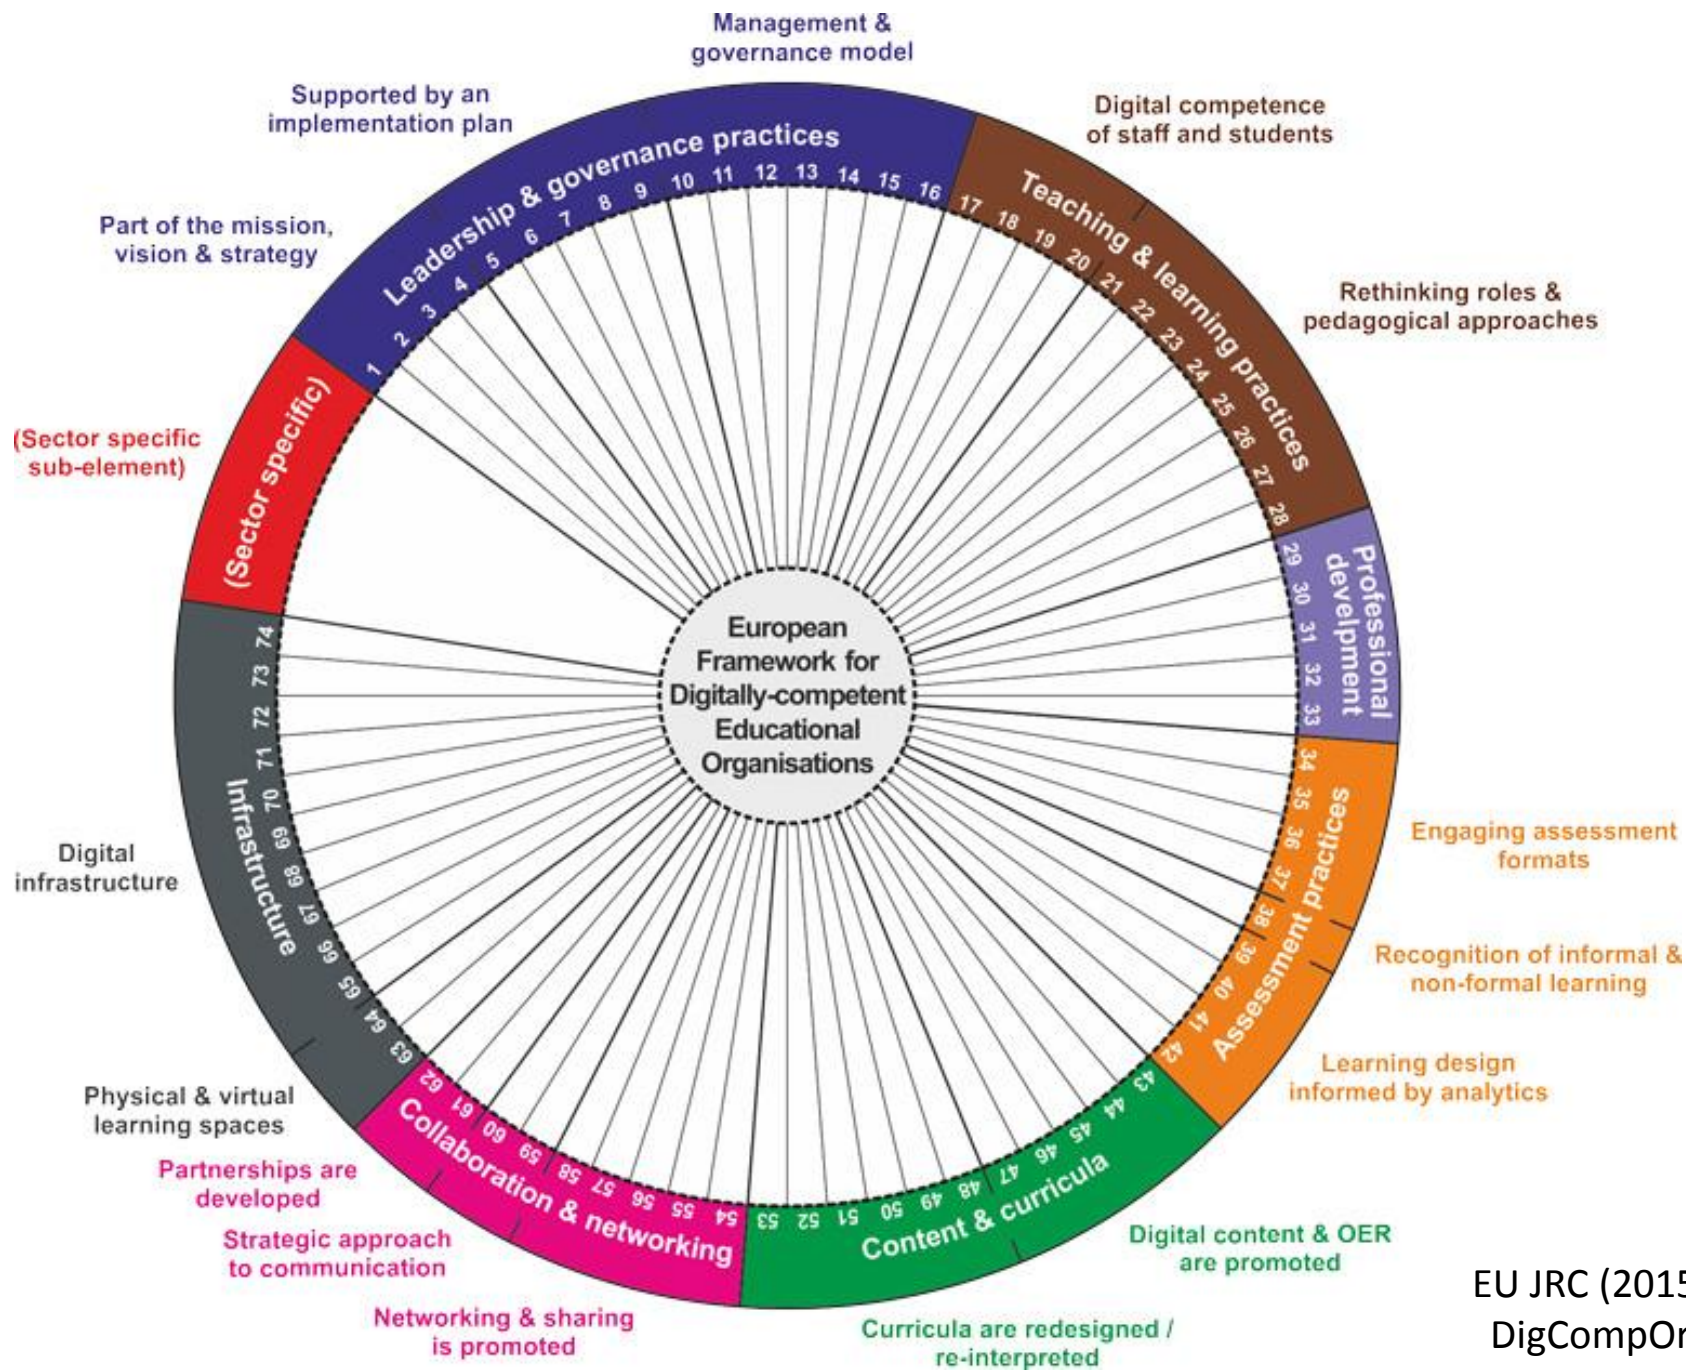 Management &
governance model
Supported by an
implementation plan
Part of the mission,
vision & strategy
(Sector specific
sub-element)
Digital
infrastructure
Physical & virtual
learning spaces
Partnerships are
developed
Strategic approach
to communication
Networking & sharing
is promoted
Curricula are redesigned /
re-interpreted
Digital content & OER
are promoted
Learning design
informed by analytics
Recognition of informal &
non-formal learning
Engaging assessment
formats
Rethinking roles &
pedagogical approaches
Digital competence
of staff and students
Leadership & governance practices
1 2 3 4 5 6 7 8 9 10 11 12 13 14 15 16
Teaching & learning practices
17 18 19 20 21 22 23 24 25 26 27 28
Professional
develpment
29 30 31 32 33
Assessment practices
34 35 36 37 38 39 40 41 42
Content & curricula
43 44 45 46 47 48 49 50 51 52 53
Collaboration & networking
54 55 56 57 58 59 60 61 62
Infrastructure
63 64 65 66 67 68 69 70 71 72 73 74
(Sector specific)
European
Framework for
Digitally-competent
Educational
Organisations
EU JRC (2015
DigCompOr